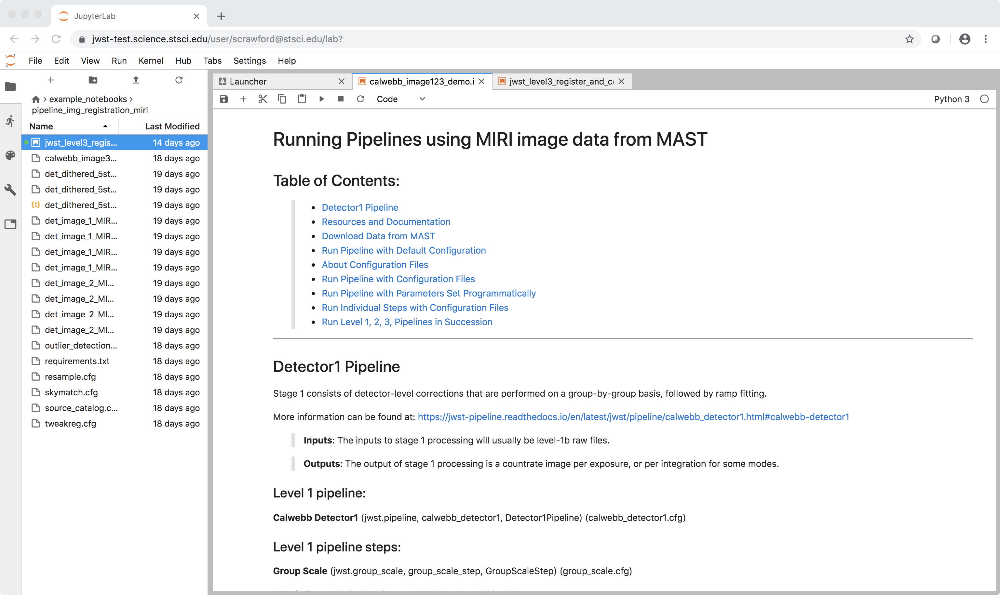 JupyterLab
jwst-test.science.stsci.edu/user/scrawford@stsci.edu/lab?
File Edit View Run Kernel Hub Tabs Settings Help
Launcher
calwebb_image123_demo.i
jwst_level3_register_and_c
Code
Python 3
> example_notebooks >
pipeline_img_registration_miri
Name Last Modified
jwst_level3_regis... 14 days ago
calwebb_image3... 18 days ago
det_dithered_5st... 19 days ago
det_dithered_5st... 19 days ago
{:} det_dithered_5st... 19 days ago
det_image_1_MIR... 19 days ago
det_image_1_MIR... 19 days ago
det_image_1_MIR... 19 days ago
det_image_1_MIR... 19 days ago
det_image_2_MI... 19 days ago
det_image_2_MI... 19 days ago
det_image_2_MI... 19 days ago
det_image_2_MI... 19 days ago
outlier_detection... 18 days ago
requirements.txt 18 days ago
resample.cfg 18 days ago
skymatch.cfg 18 days ago
source_catalog.c... 18 days ago
tweakreg.cfg 18 days ago
Running Pipelines using MIRI image data from MAST
Table of Contents:
• Detector1 Pipeline
• Resources and Documentation
• Download Data from MAST
• Run Pipeline with Default Configuration
• About Configuration Files
• Run Pipeline with Configuration Files
• Run Pipeline with Parameters Set Programmatically
• Run Individual Steps with Configuration Files
• Run Level 1, 2, 3, Pipelines in Succession
Detector1 Pipeline
Stage 1 consists of detector-level corrections that are performed on a group-by-group basis, followed by ramp fitting.
More information can be found at: https://jwst-pipeline.readthedocs.io/en/latest/jwst/pipeline/calwebb_detector1.html#calwebb-detector1
Inputs: The inputs to stage 1 processing will usually be level-1b raw files.
Outputs: The output of stage 1 processing is a countrate image per exposure, or per integration for some modes.
Level 1 pipeline:
Calwebb Detector1 (jwst.pipeline, calwebb_detector1, Detector1Pipeline) (calwebb_detector1.cfg)
Level 1 pipeline steps:
Group Scale (jwst.group_scale, group_scale_step, GroupScaleStep) (group_scale.cfg)